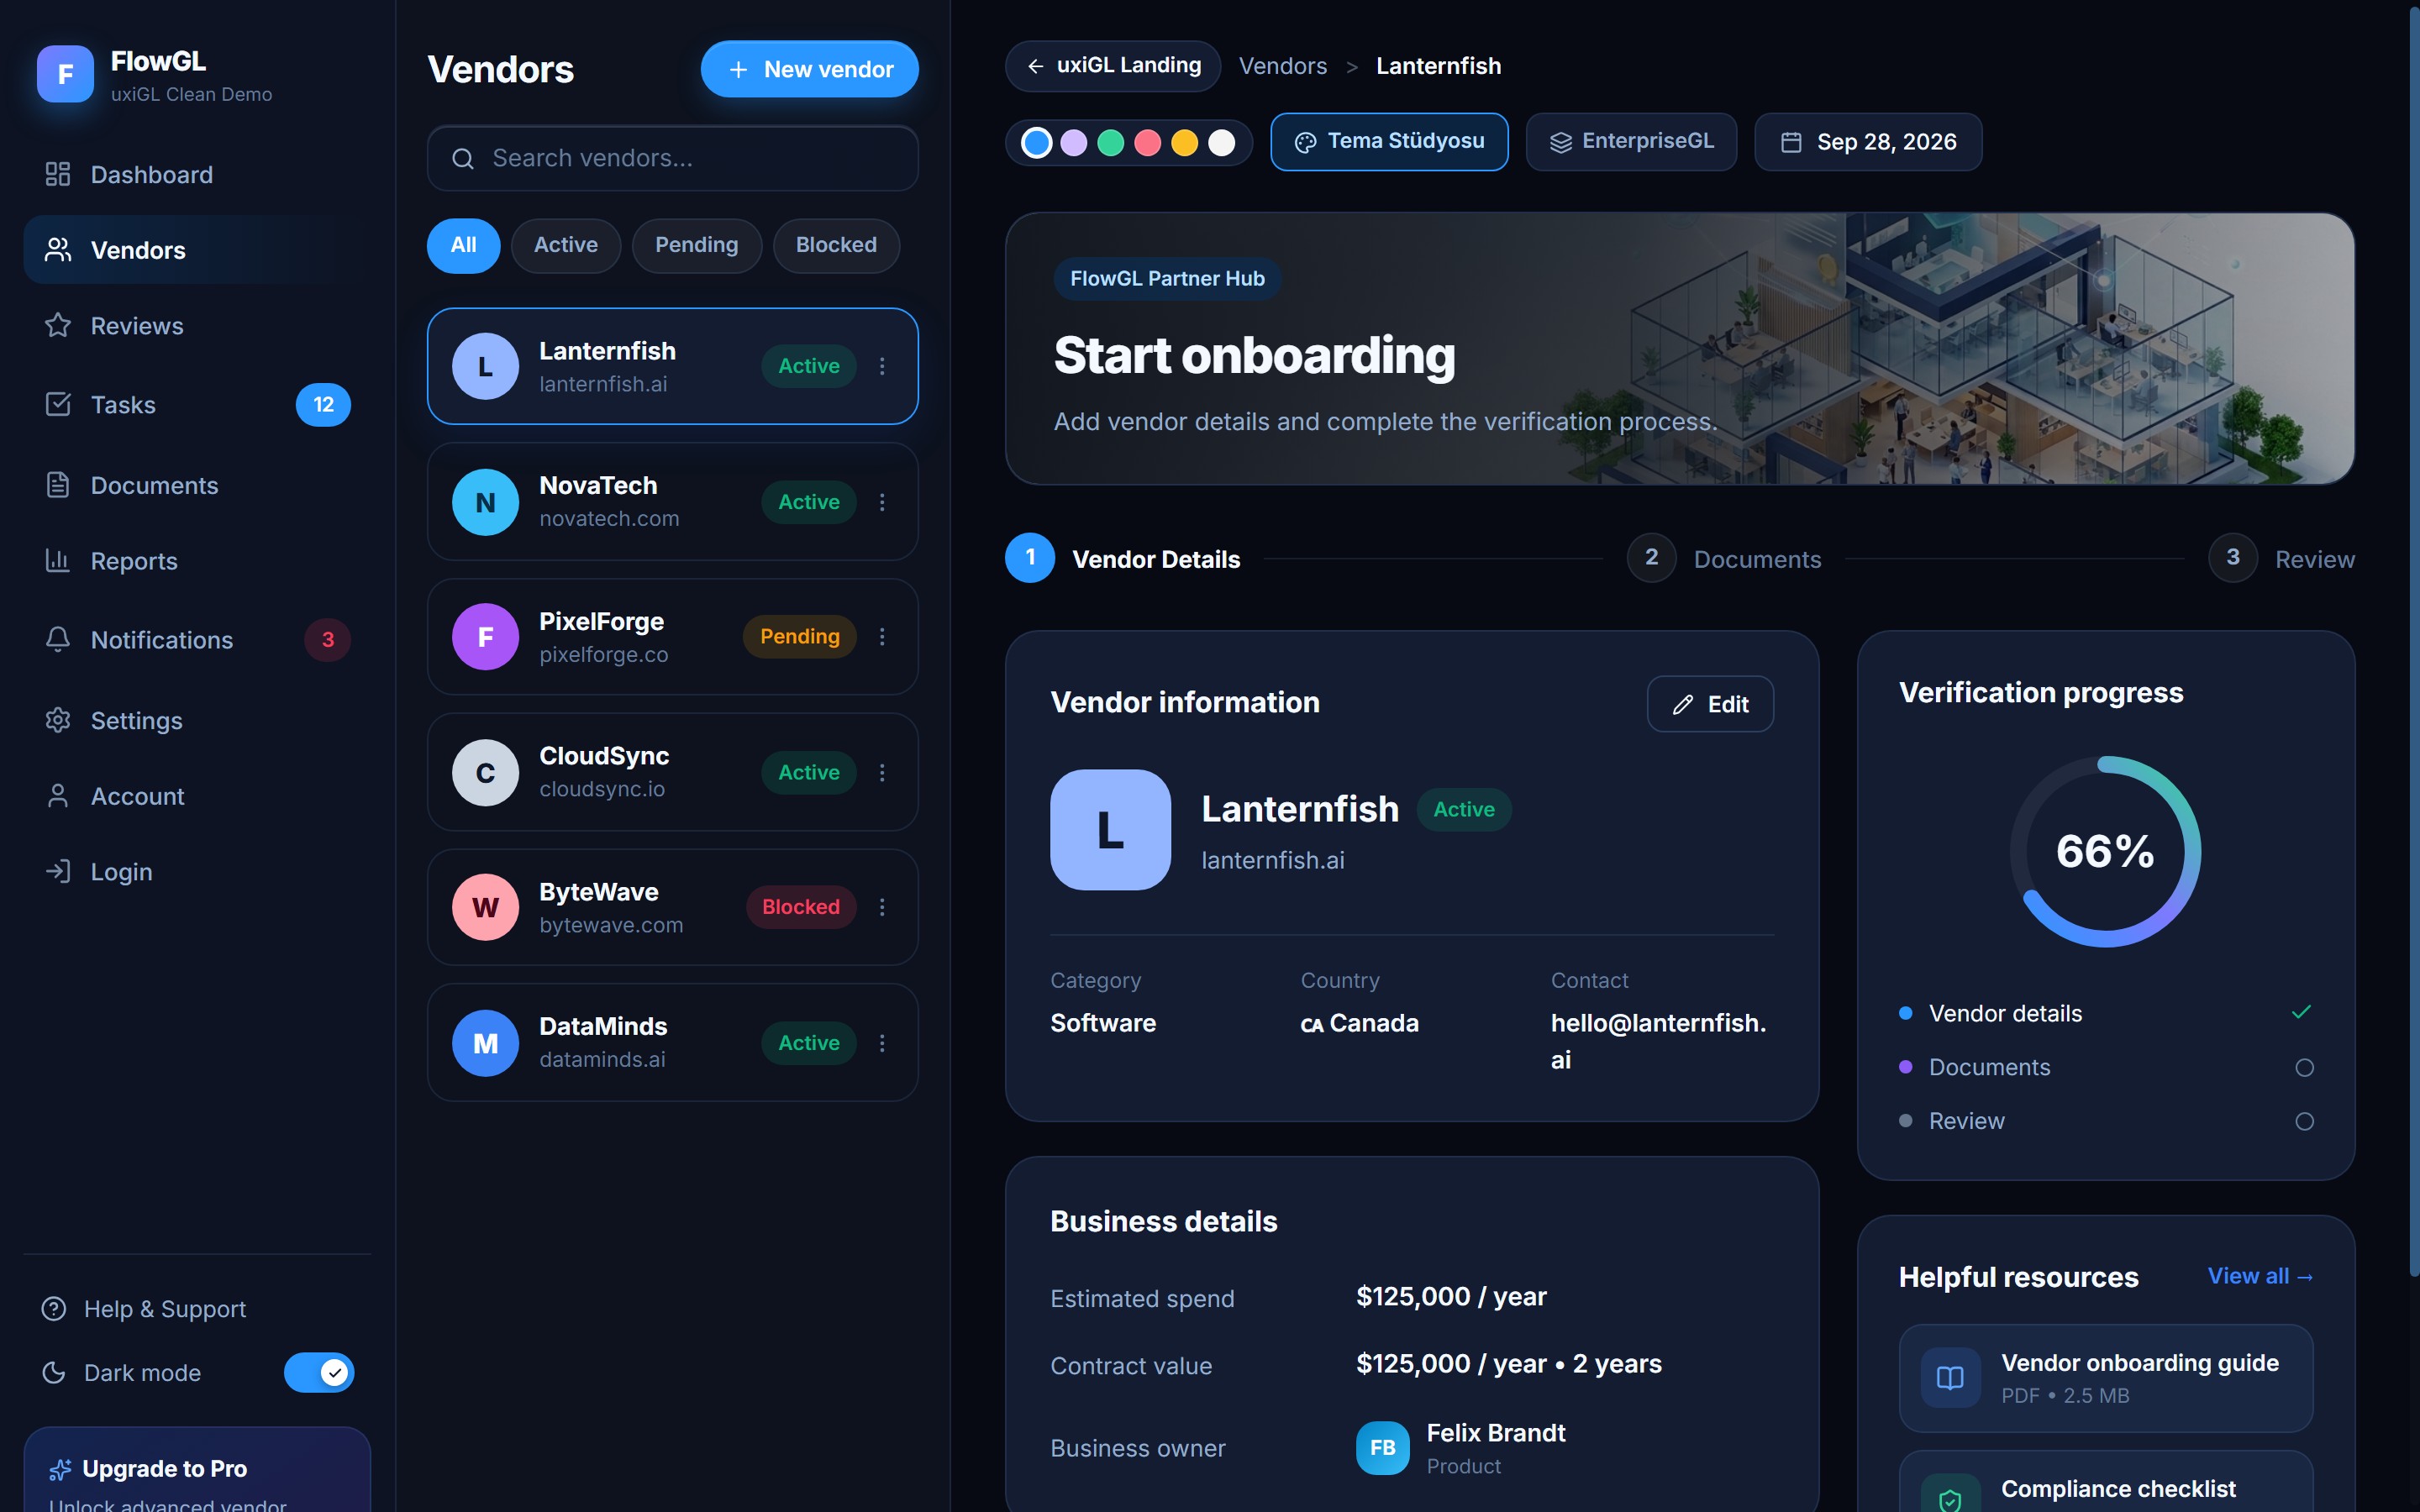 F
FlowGL
uxiGL Clean Demo
Dashboard
Vendors
Reviews
Tasks
12
Documents
Reports
Notifications
3
Settings
Account
Login
Help & Support
Dark mode
Upgrade to Pro
Unlock advanced vendor
Vendors
+ New vendor
Search vendors...
All
Active
Pending
Blocked
L
Lanternfish
lanternfish.ai
Active
N
NovaTech
novatech.com
Active
F
PixelForge
pixelforge.co
Pending
C
CloudSync
cloudsync.io
Active
W
ByteWave
bytewave.com
Blocked
M
DataMinds
dataminds.ai
Active
← uxiGL Landing
Vendors > Lanternfish
Tema Stüdyosu
EnterpriseGL
Sep 28, 2026
FlowGL Partner Hub
Start onboarding
Add vendor details and complete the verification process.
1 Vendor Details
2 Documents
3 Review
Vendor information
Edit
L
Lanternfish
Active
lanternfish.ai
Category
Software
Country
CA Canada
Contact
hello@lanternfish.
ai
Business details
Estimated spend
$125,000 / year
Contract value
$125,000 / year • 2 years
Business owner
FB
Felix Brandt
Product
Verification progress
66%
Vendor details
Documents
Review
Helpful resources
View all →
Vendor onboarding guide
PDF • 2.5 MB
Compliance checklist